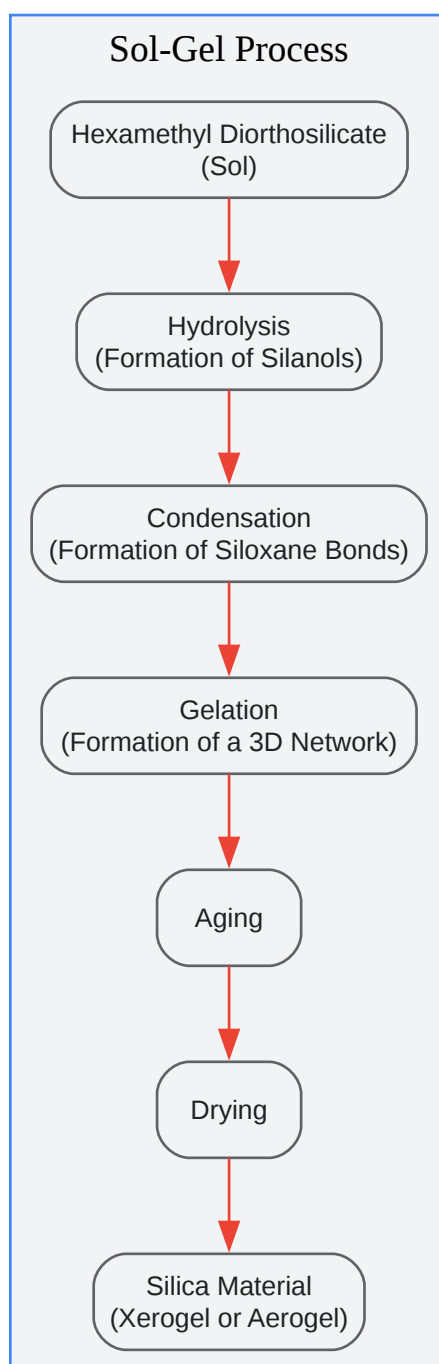 Sol-Gel Process
Hexamethyl Diorthosilicate
(Sol)
Hydrolysis
(Formation of Silanols)
Condensation
(Formation of Siloxane Bonds)
Gelation
(Formation of a 3D Network)
Aging
Drying
Silica Material
(Xerogel or Aerogel)